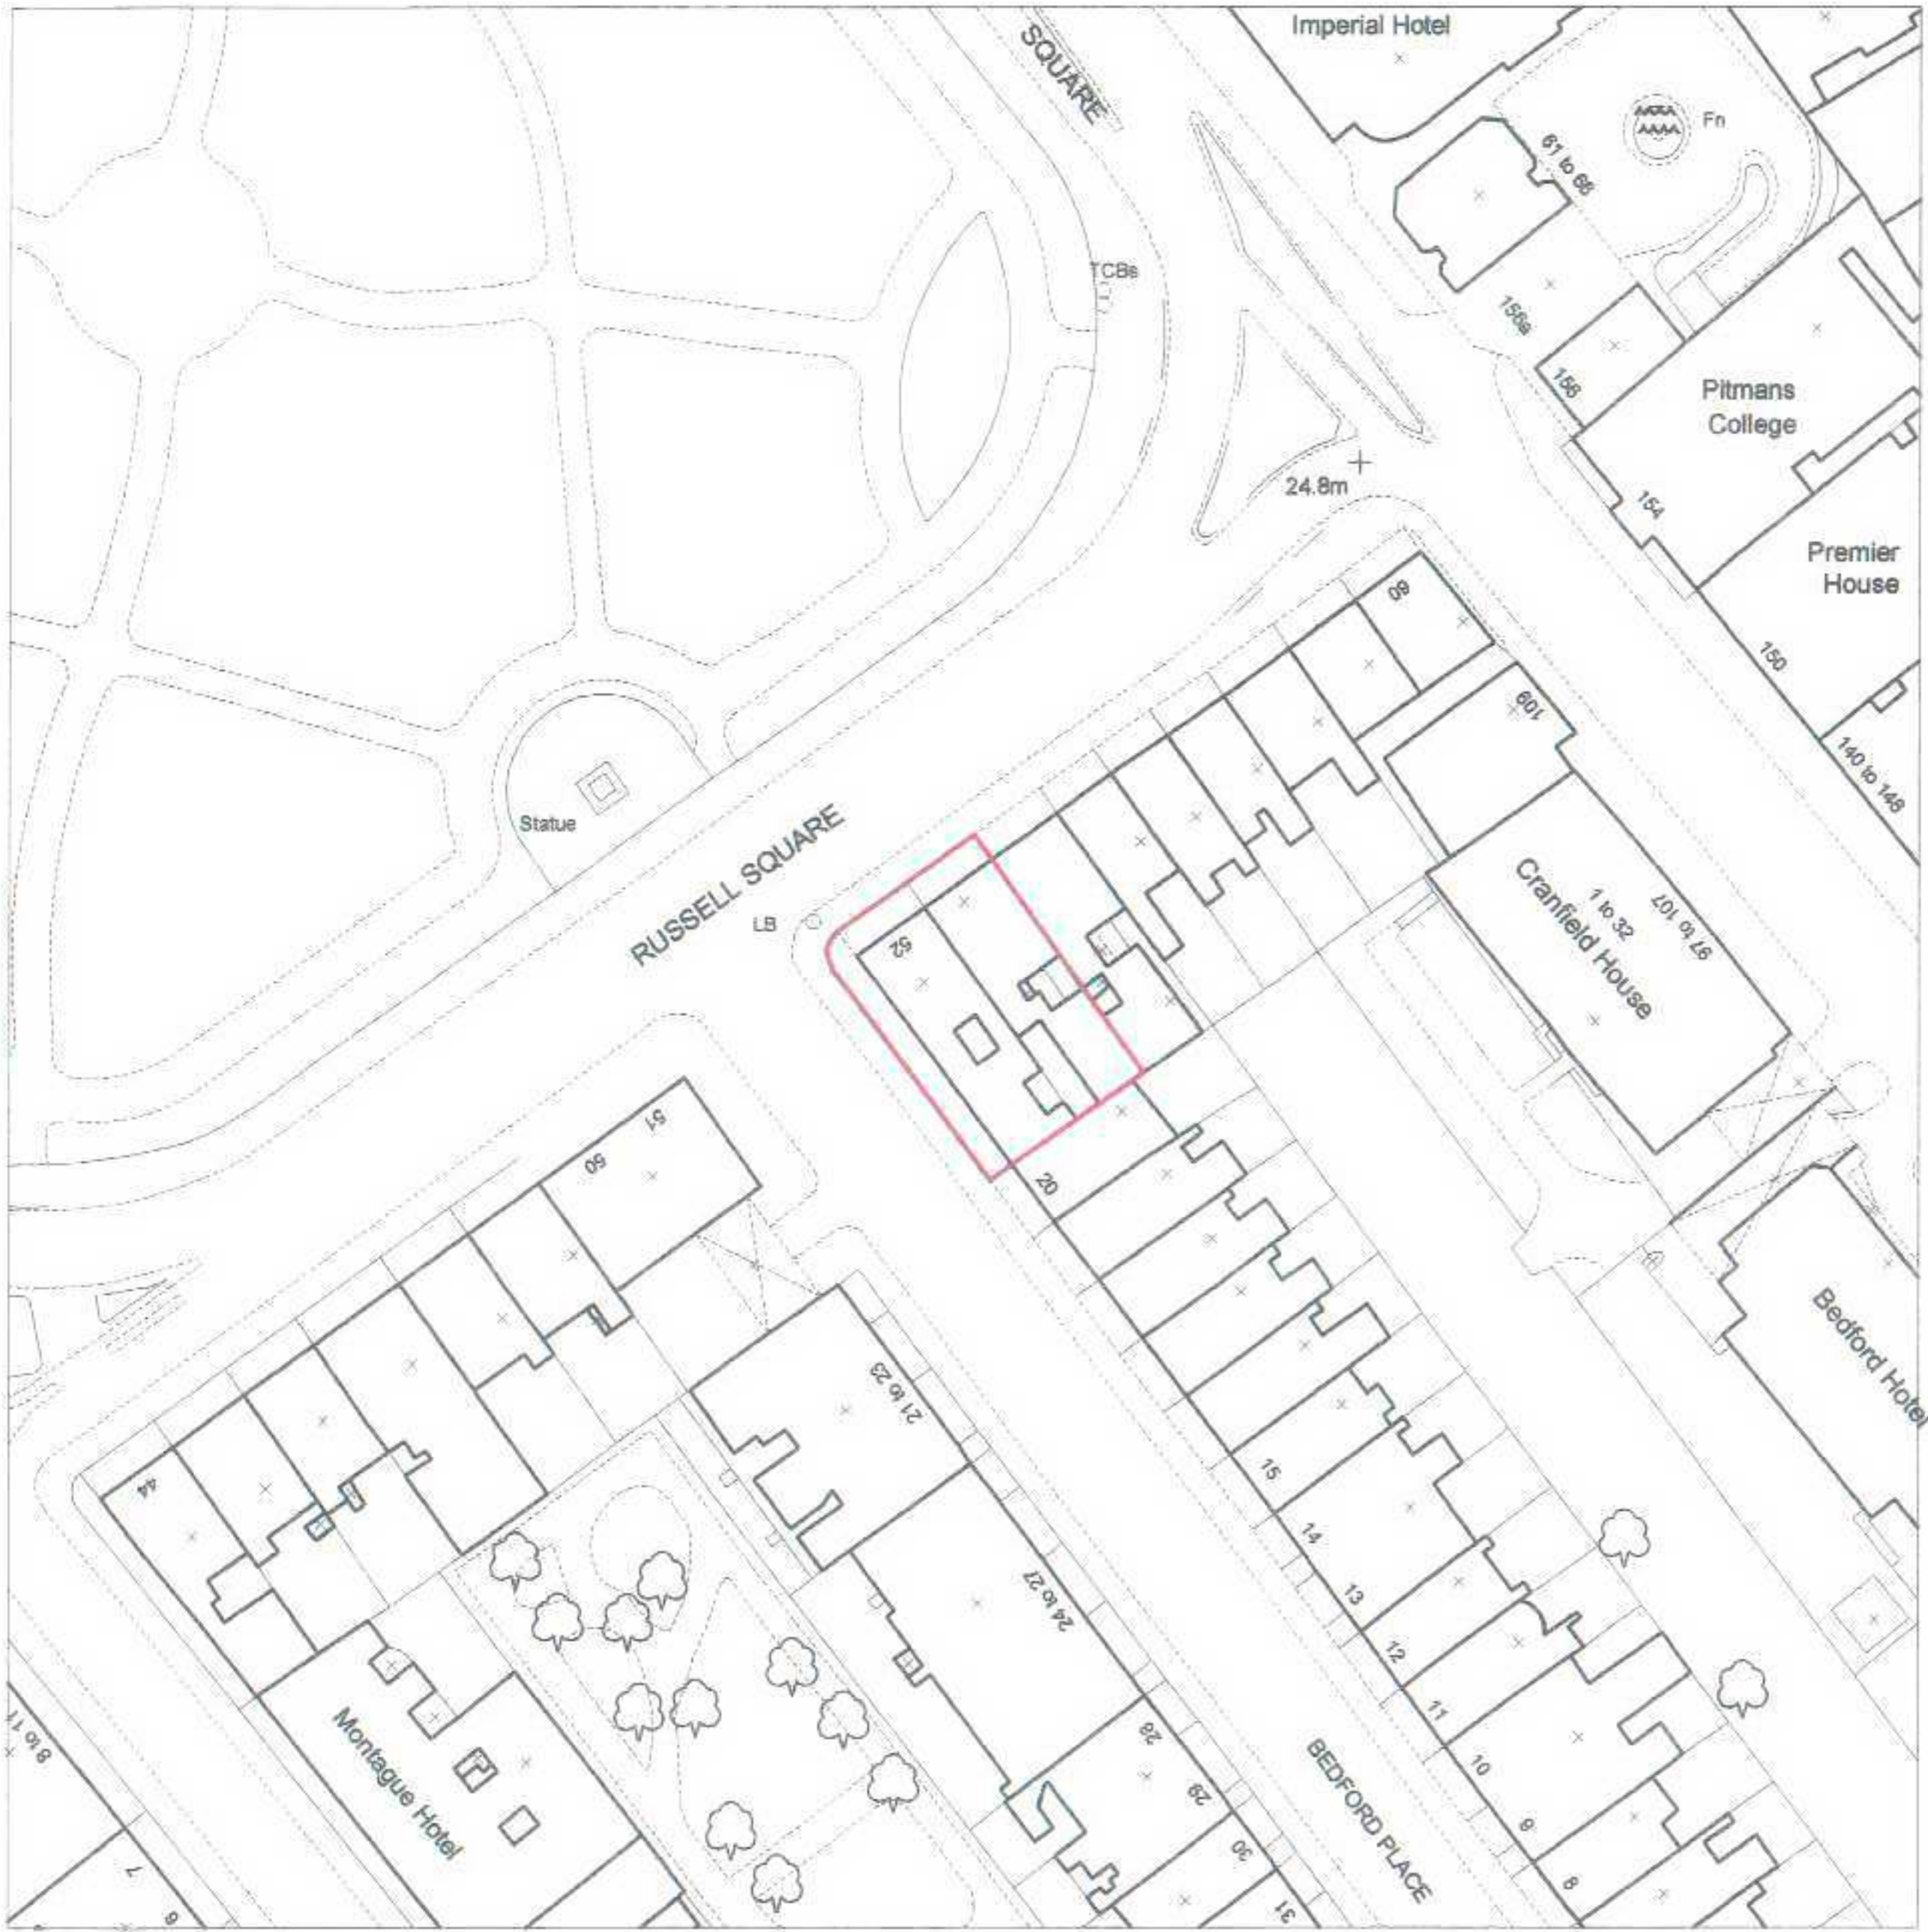 Imperial Hotel
SQUARE
Fn
61 to 66
TCBs
156a
156
Pitmans
College
24.8m
154
Premier
House
60
150
109
140 to 148
Statue
RUSSELL SQUARE
LB
52
Cranfield House
1 to 32
97 to 107
51
50
20
Bedford Hotel
21 to 23
44
15
14
24 to 27
13
12
11
Montague Hotel
28
10
BEDFORD PLACE
29
9
30
8
31
8 to 11
7
6